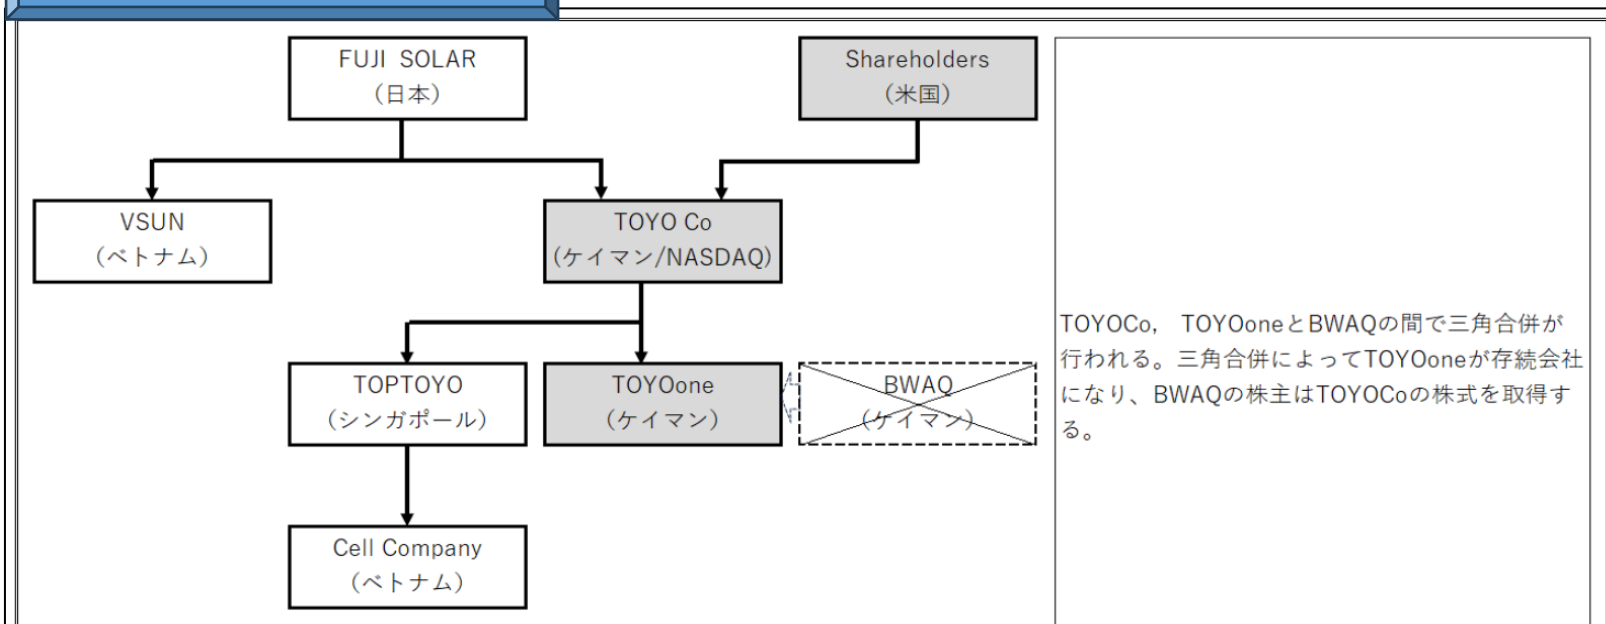 FUJI SOLAR
（日本）
Shareholders
（米国）
VSUN
（ベトナム）
TOYO Co
(ケイマン/NASDAQ)
TOPTOYO
（シンガポール）
TOYOone
（ケイマン）
BWAQ
（ケイマン）
Cell Company
（ベトナム）
TOYOCo， TOYOoneとBWAQの間で三角合併が
行われる。三角合併によってTOYOoneが存続会社
になり、BWAQの株主はTOYOCoの株式を取得す
る。